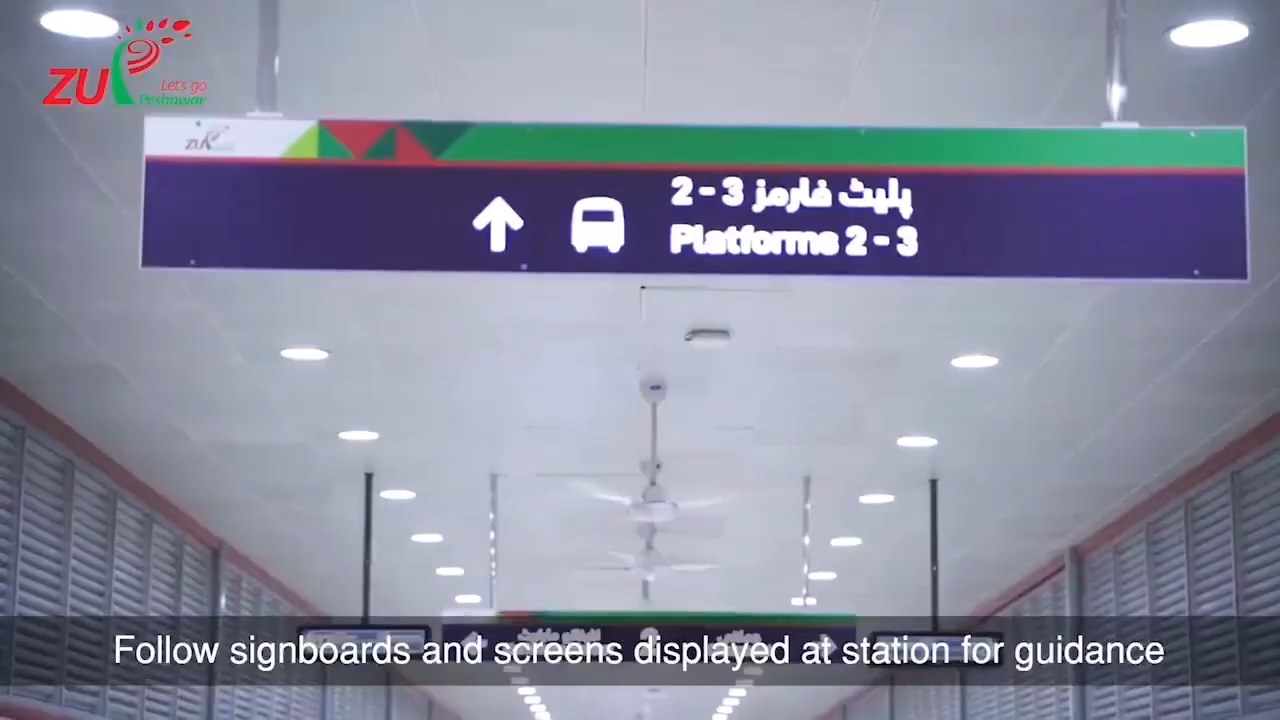 ZU
Let's go
Peshawar
ZU
پلیٹ فارمز 3 - 2
Platforms 2 - 3
Follow signboards and screens displayed at station for guidance